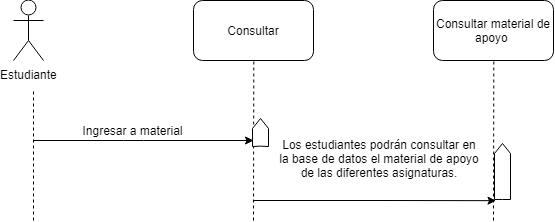 Consultar
Consultar material de
apoyo
Estudiante
Ingresar a material
Los estudiantes podrán consultar en
la base de datos el material de apoyo
de las diferentes asignaturas.